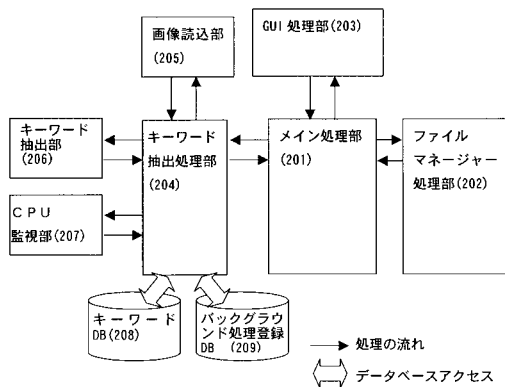 画像読込部
(205)
GUI 処理部(203)
キーワード
抽出部
(206)
キーワード
抽出処理部
(204)
メイン処理部
(201)
ファイル
マネージャー
処理部(202)
ＣＰＵ
監視部(207)
キーワード
DB(208)
バックグラウ
ンド処理登録
DB (209)
処理の流れ
データベースアクセス